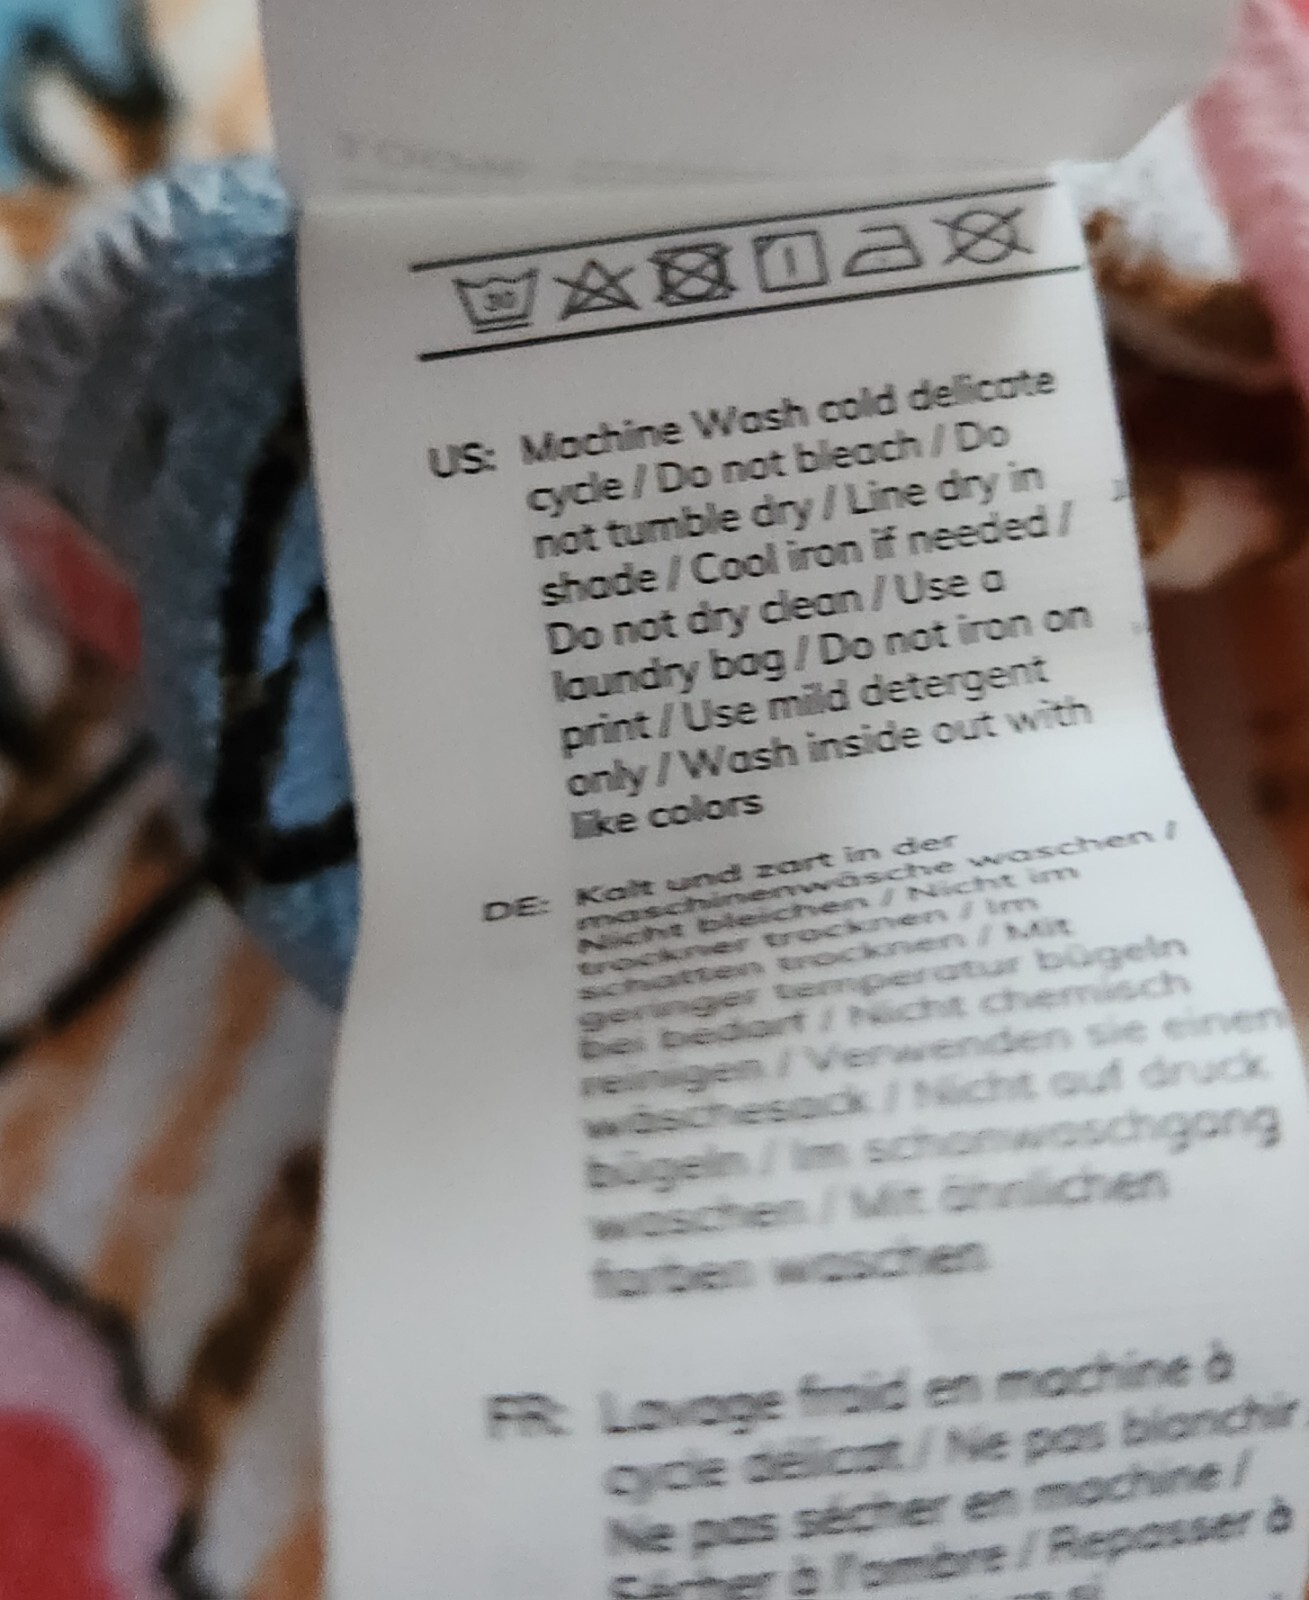 30
US: Machine Wash cold delicate
cycle / Do not bleach / Do
not tumble dry / Line dry in
shade / Cool iron if needed /
Do not dry clean / Use a
laundry bag / Do not iron on
print / Use mild detergent
only / Wash inside out with
like colors
DE: Kalt und zart in der
maschinenwäsche waschen /
Nicht bleichen / Nicht im
trockner trocknen / Im
schatten trocknen / Mit
geringer temperatur bügeln
bei bedarf / Nicht chemisch
reinigen / Verwenden sie einen
wäschesack / Nicht auf druck
bügeln / Im schonwaschgang
waschen / Mit ähnlichen
farben waschen
FR: Lavage froid en machine à
cycle délicat / Ne pas blanchir
Ne pas sécher en machine /
Sécher à l'ombre / Repasser à
si